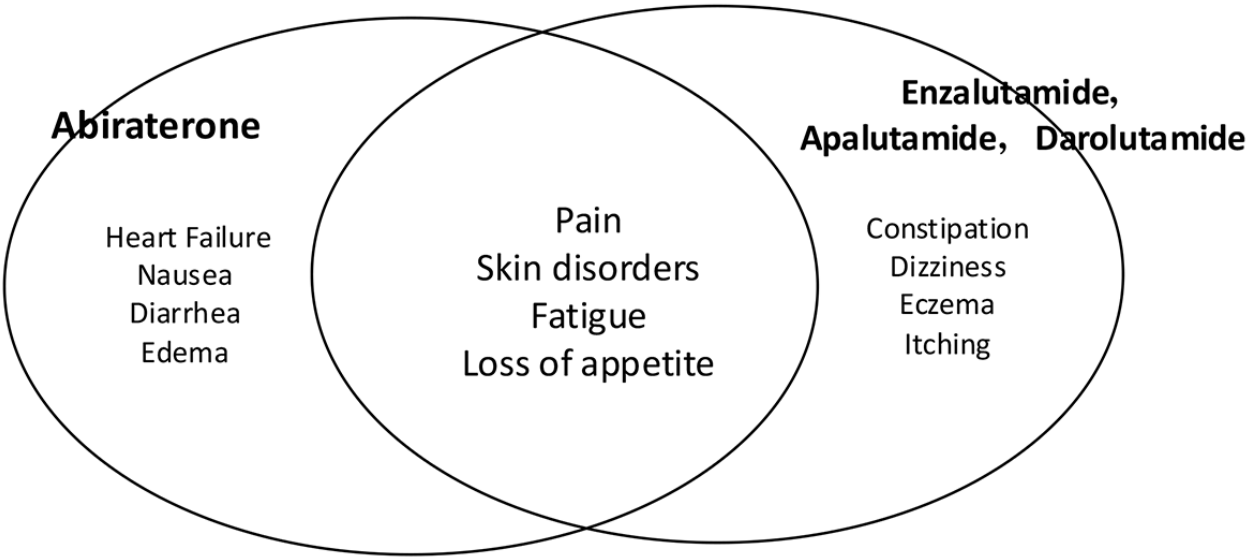 Abiraterone
Heart Failure
Nausea
Diarrhea
Edema
Pain
Skin disorders
Fatigue
Loss of appetite
Enzalutamide,
Apalutamide, Darolutamide
Constipation
Dizziness
Eczema
Itching